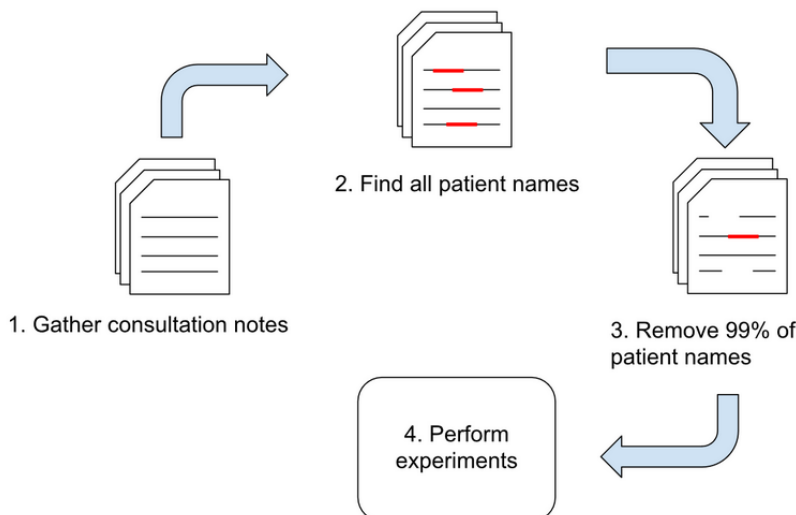 1. Gather consultation notes
2. Find all patient names
3. Remove 99% of
patient names
4. Perform
experiments